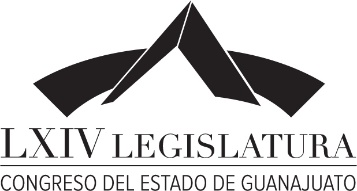 LXIV LEGISLATURA
CONGRESO DEL ESTADO DE GUANAJUATO